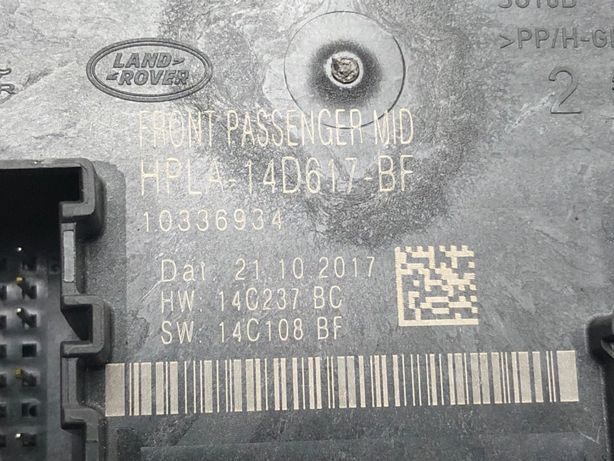 LAND-
ROVER
>PP/H-G
2
FRONT PASSENGER MID
HPLA-14D617-BF
10336934
Dat: 21.10.2017
HW: 14C237 BC
SW: 14C108 BF